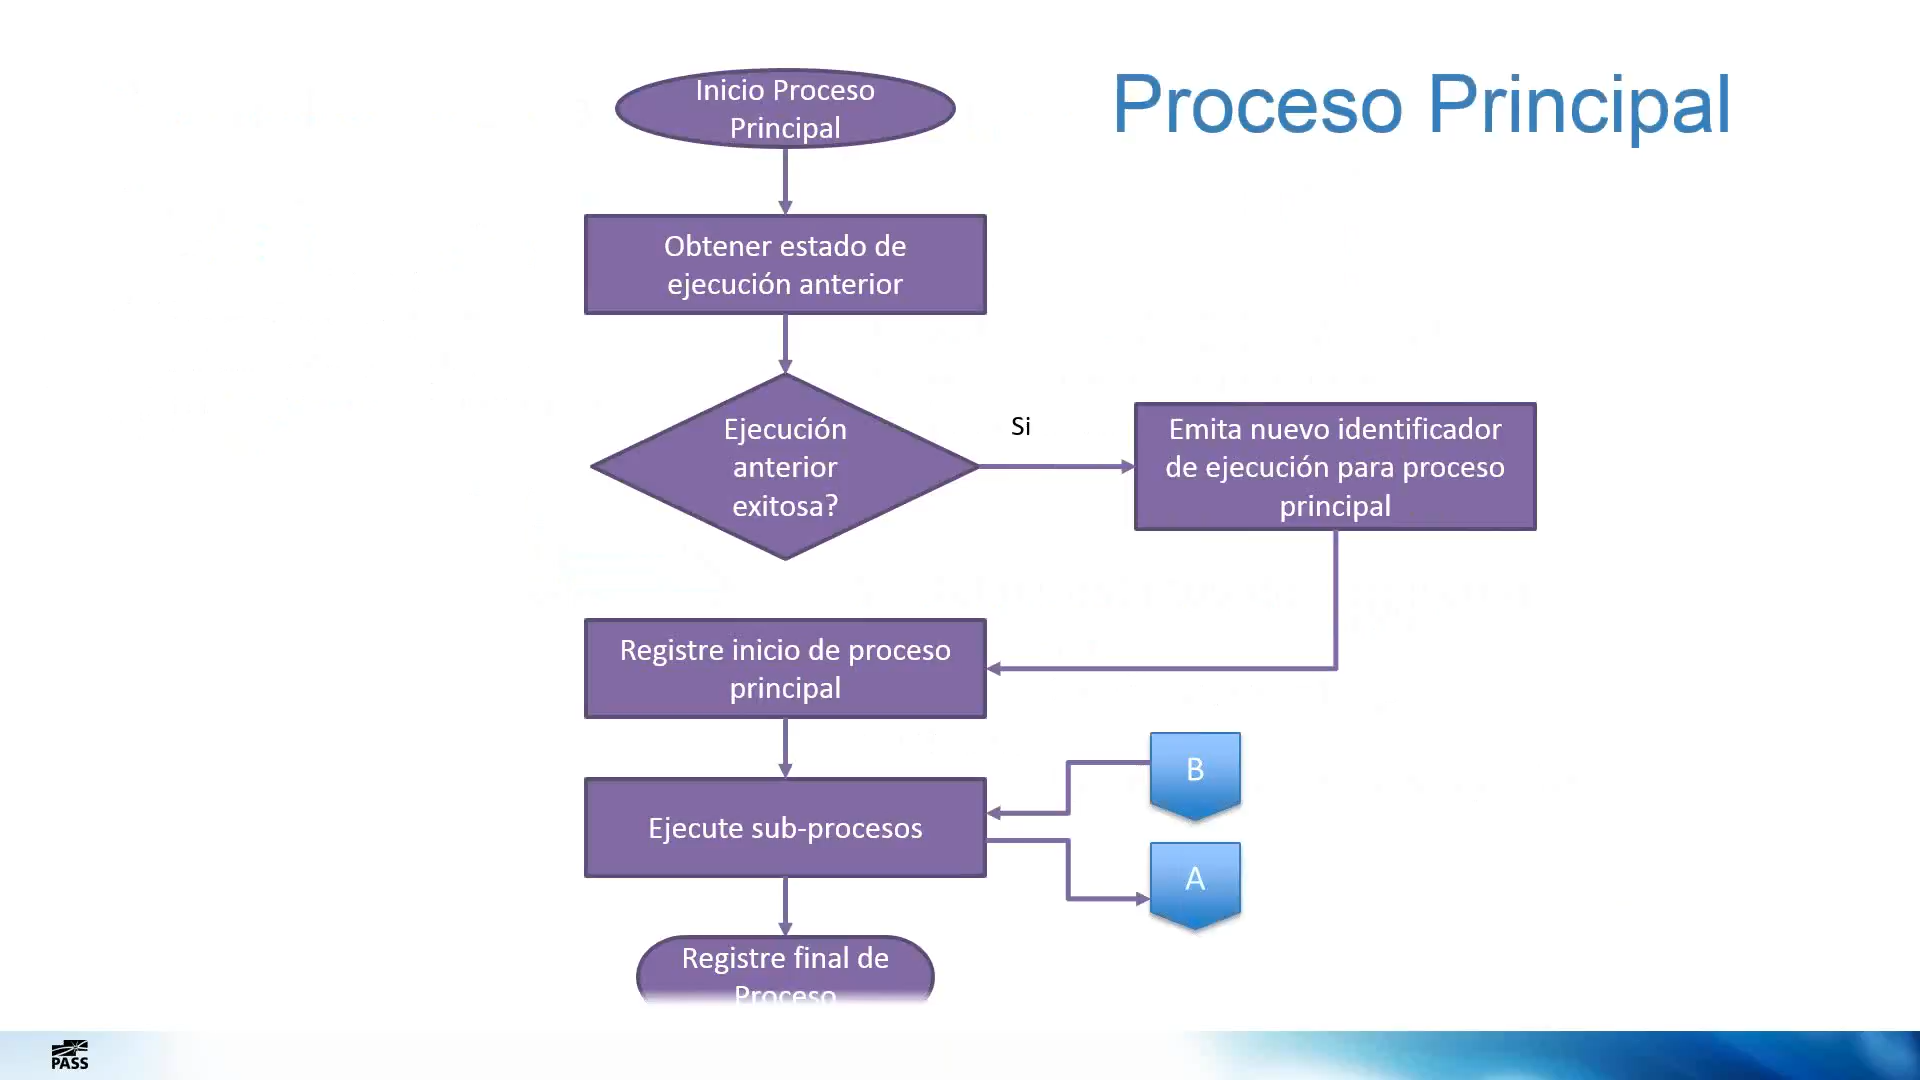 Proceso Principal
Inicio Proceso
Principal
Obtener estado de
ejecución anterior
Ejecución
anterior
exitosa?
Si
Emita nuevo identificador
de ejecución para proceso
principal
Registre inicio de proceso
principal
B
Ejecute sub-procesos
A
Registre final de
Proceso
PASS